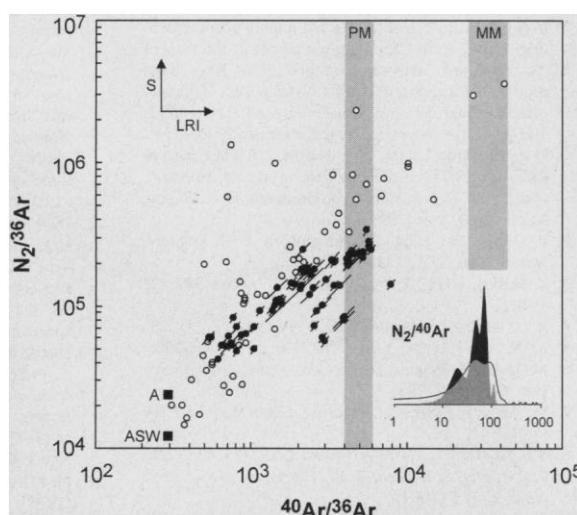 10⁷
PM
MM
S
LRI
10⁶
N₂/³⁶Ar
10⁵
N₂/⁴⁰Ar
A
ASW
1 10 100 1000
10⁴
10² 10³ 10⁴ 10⁵
⁴⁰Ar/³⁶Ar